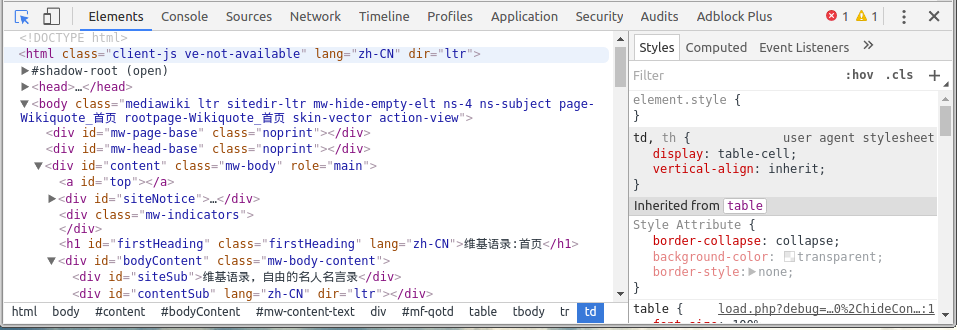 Elements Console Sources Network Timeline Profiles Application Security Audits Adblock Plus 1 1
<!DOCTYPE html>
<html class="client-js ve-not-available" lang="zh-CN" dir="ltr">
#shadow-root (open)
<head>…</head>
<body class="mediawiki ltr sitedir-ltr mw-hide-empty-elt ns-4 ns-subject page-
Wikiquote_首页 rootpage-Wikiquote_首页 skin-vector action-view">
<div id="mw-page-base" class="noprint"></div>
<div id="mw-head-base" class="noprint"></div>
<div id="content" class="mw-body" role="main">
<a id="top"></a>
<div id="siteNotice">…</div>
<div class="mw-indicators">
</div>
<h1 id="firstHeading" class="firstHeading" lang="zh-CN">维基语录:首页</h1>
<div id="bodyContent" class="mw-body-content">
<div id="siteSub">维基语录，自由的名人名言录</div>
<div id="contentSub" lang="zh-CN" dir="ltr"></div>
html body #content #bodyContent #mw-content-text div #mf-qotd table tbody tr td
Styles Computed Event Listeners »
Filter :hov .cls +
element.style {
}
td, th { user agent stylesheet
display: table-cell;
vertical-align: inherit;
}
Inherited from table
Style Attribute {
border-collapse: collapse;
background-color: transparent;
border-style: none;
}
table { load.php?debug=…0%2ChideCon…:1
font-size: 100%